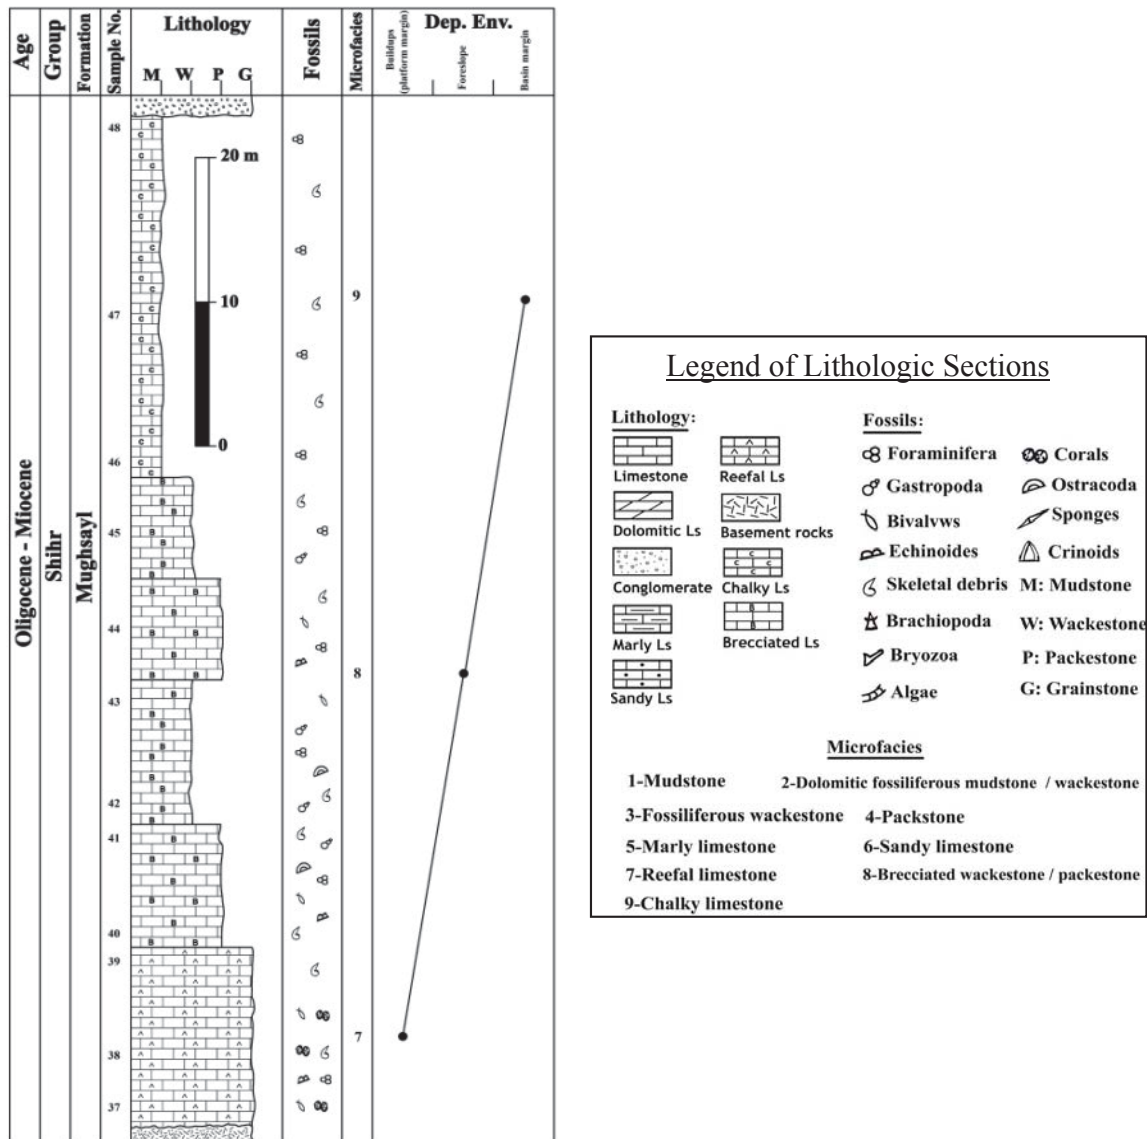 Age
Group
Formation
Sample No.
Lithology
M W P G
Fossils
Microfacies
Dep. Env.
Buildups
(platform margin)
Foreslope
Basin margin
Oligocene - Miocene
Shihr
Mughsayl
48
47
46
45
44
43
42
41
40
39
38
37
20 m
10
0
9
8
7
Legend of Lithologic Sections
Lithology:
Limestone
Reefal Ls
Dolomitic Ls
Basement rocks
Conglomerate
Chalky Ls
Marly Ls
Brecciated Ls
Sandy Ls
Fossils:
Foraminifera
Corals
Gastropoda
Ostracoda
Bivalvws
Sponges
Echinoides
Crinoids
Skeletal debris
M: Mudstone
Brachiopoda
W: Wackestone
Bryozoa
P: Packestone
Algae
G: Grainstone
Microfacies
1-Mudstone
2-Dolomitic fossiliferous mudstone / wackestone
3-Fossiliferous wackestone
4-Packstone
5-Marly limestone
6-Sandy limestone
7-Reefal limestone
8-Brecciated wackestone / packestone
9-Chalky limestone